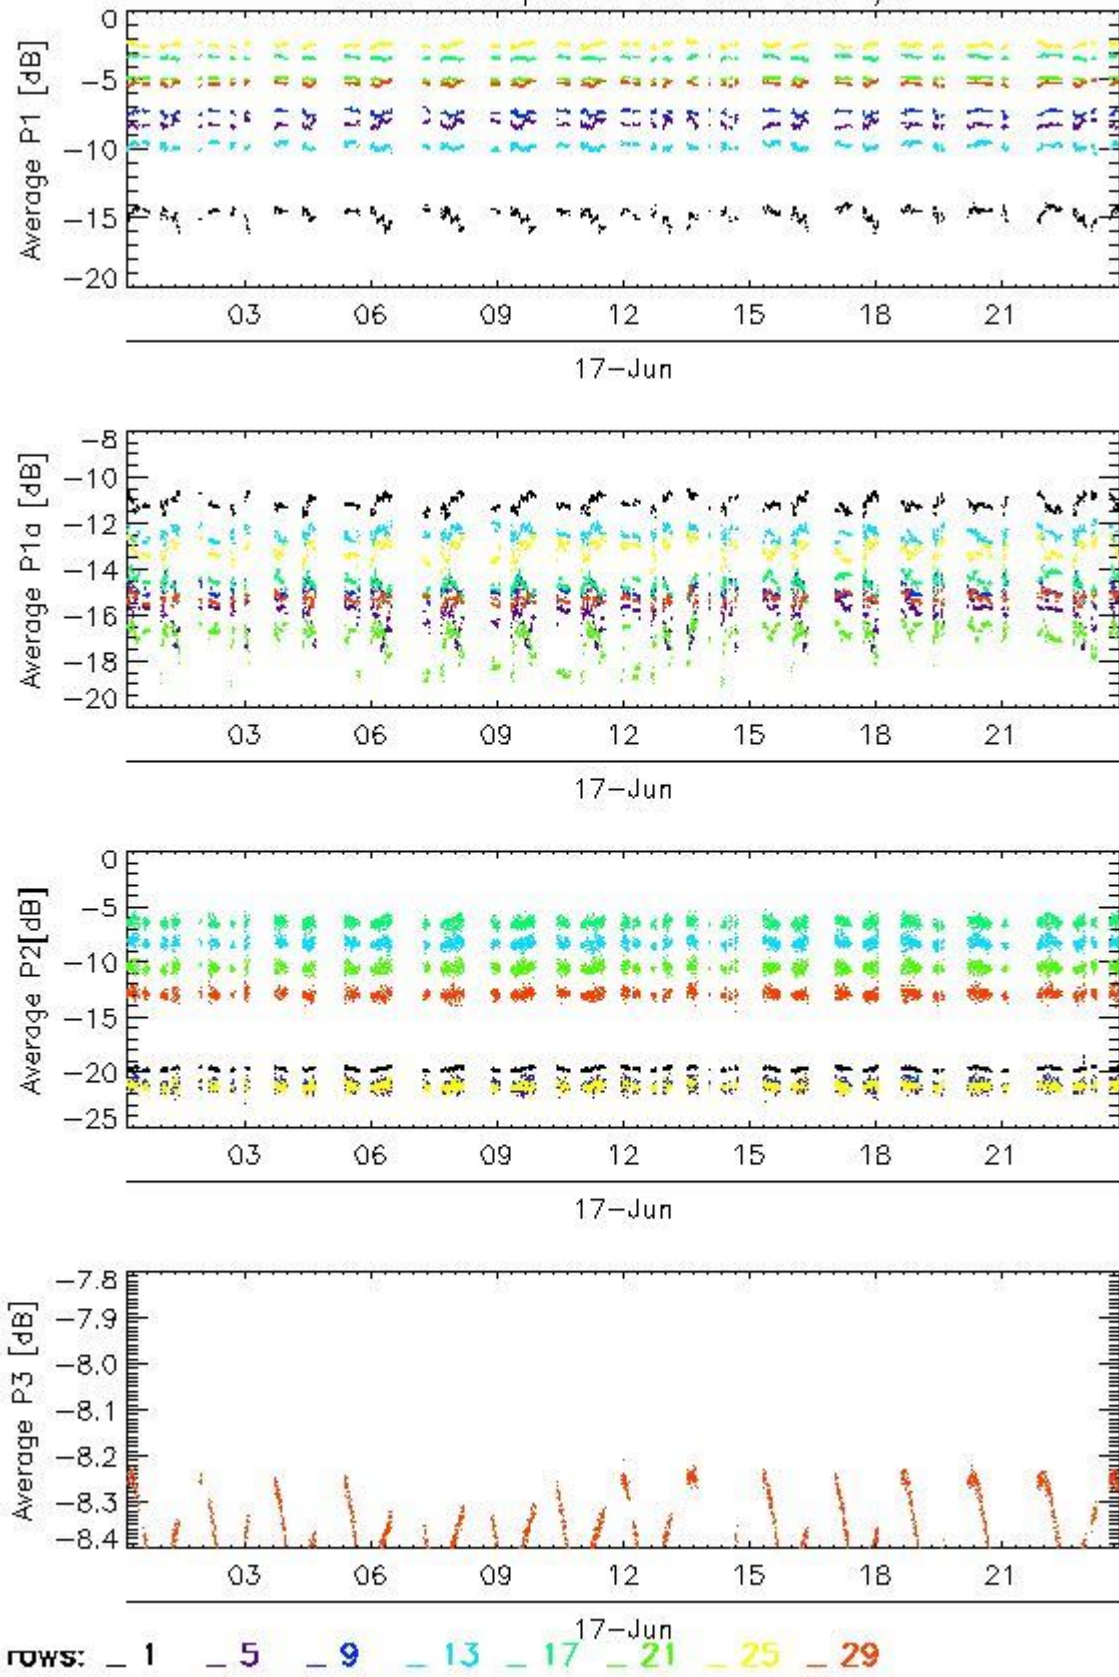 0
−5
−10
−15
−20
Average P1 [dB]
03 06 09 12 15 18 21
17−Jun
−8
−10
−12
−14
−16
−18
−20
Average P1a [dB]
03 06 09 12 15 18 21
17−Jun
0
−5
−10
−15
−20
−25
Average P2[dB]
03 06 09 12 15 18 21
17−Jun
−7.8
−7.9
−8.0
−8.1
−8.2
−8.3
−8.4
Average P3 [dB]
03 06 09 12 15 18 21
17−Jun
rows: _ 1 _ 5 _ 9 _ 13 _ 17 _ 21 _ 25 _ 29